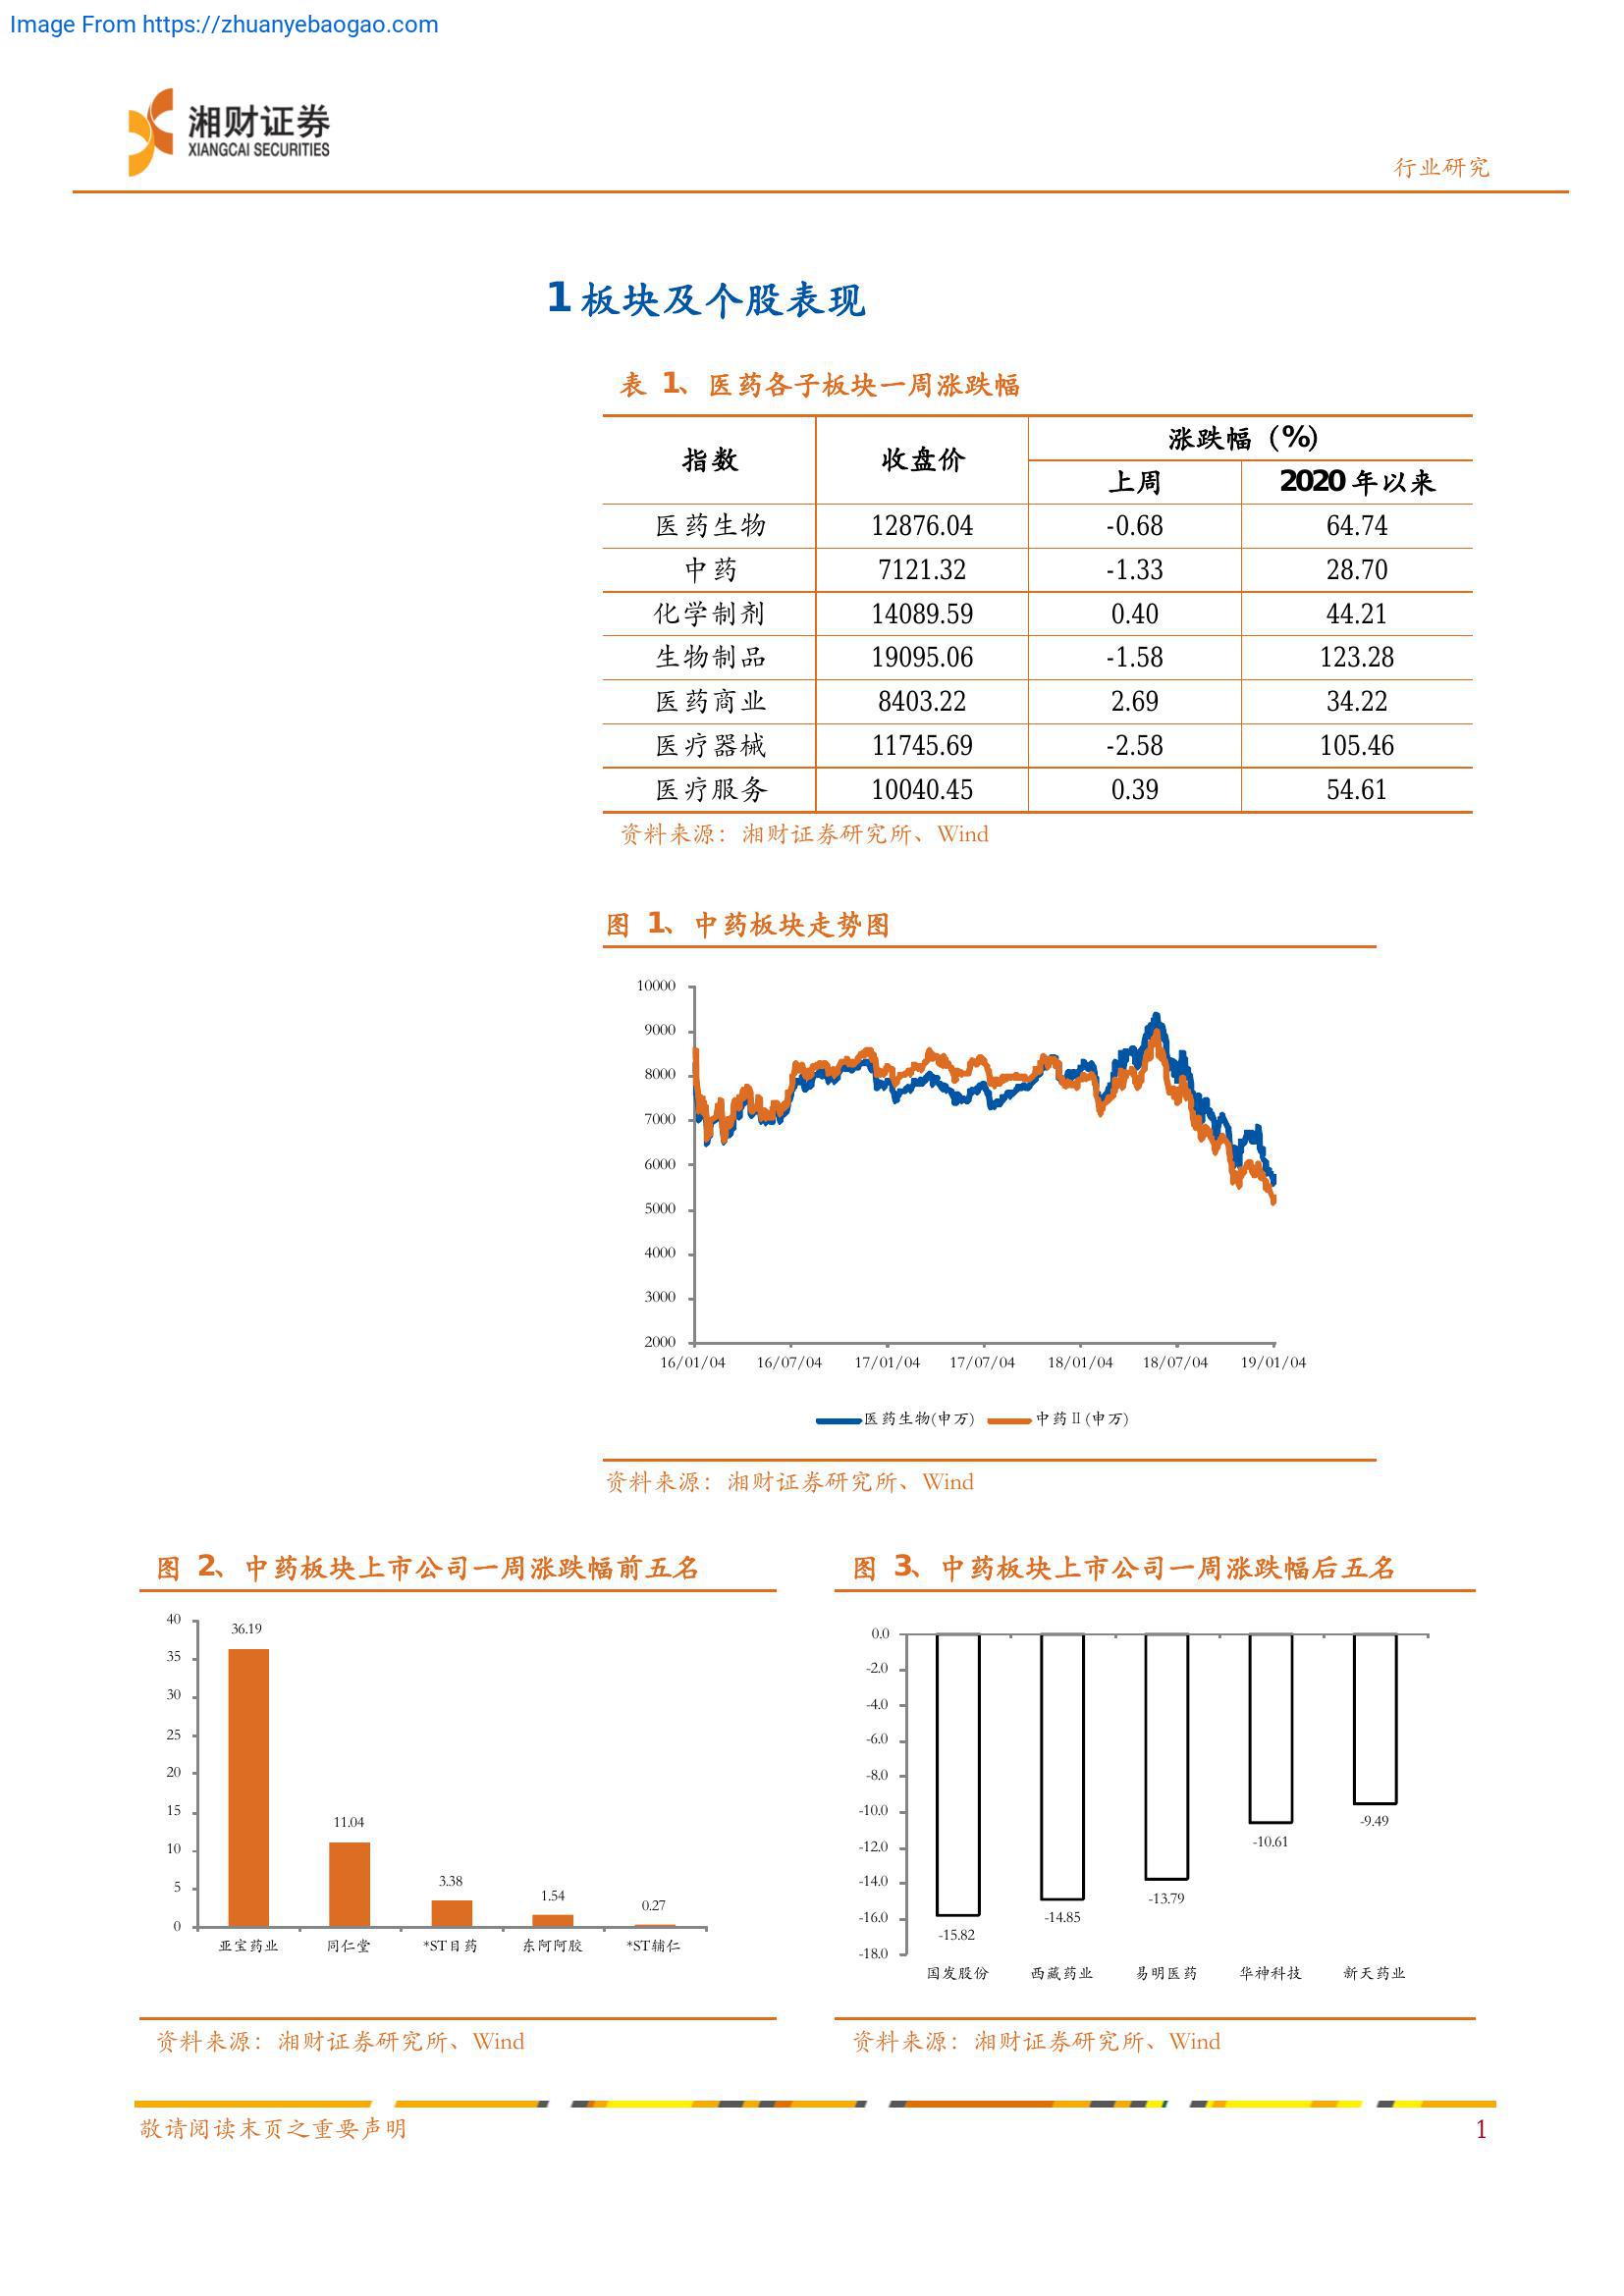 Image From https://zhuanyebaogao.com
湘财证券
XIANGCAI SECURITIES
行业研究
1 板块及个股表现
表 1、医药各子板块一周涨跌幅
指数 收盘价 涨跌幅（%）
上周 2020 年以来
医药生物 12876.04 -0.68 64.74
中药 7121.32 -1.33 28.70
化学制剂 14089.59 0.40 44.21
生物制品 19095.06 -1.58 123.28
医药商业 8403.22 2.69 34.22
医疗器械 11745.69 -2.58 105.46
医疗服务 10040.45 0.39 54.61
资料来源：湘财证券研究所、Wind
图 1、中药板块走势图
10000
9000
8000
7000
6000
5000
4000
3000
2000
16/01/04 16/07/04 17/01/04 17/07/04 18/01/04 18/07/04 19/01/04
医药生物(申万) 中药Ⅱ(申万)
资料来源：湘财证券研究所、Wind
图 2、中药板块上市公司一周涨跌幅前五名
40
35
30
25
20
15
10
5
0
36.19
11.04
3.38
1.54
0.27
亚宝药业 同仁堂 *ST目药 东阿阿胶 *ST辅仁
资料来源：湘财证券研究所、Wind
图 3、中药板块上市公司一周涨跌幅后五名
0.0
-2.0
-4.0
-6.0
-8.0
-10.0
-12.0
-14.0
-16.0
-18.0
-15.82
-14.85
-13.79
-10.61
-9.49
国发股份 西藏药业 易明医药 华神科技 新天药业
资料来源：湘财证券研究所、Wind
敬请阅读末页之重要声明
1